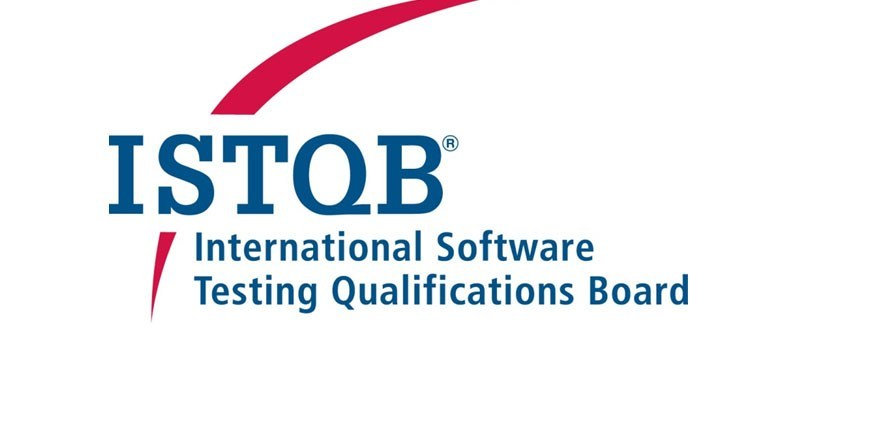 ISTQB®
International Software
Testing Qualifications Board